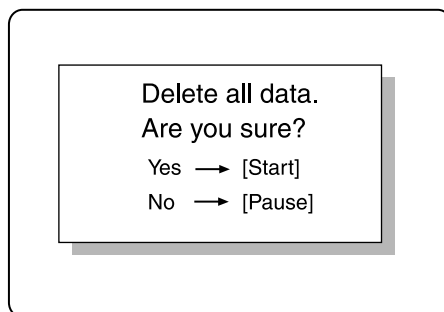 Delete all data.
Are you sure?
Yes → [Start]
No → [Pause]